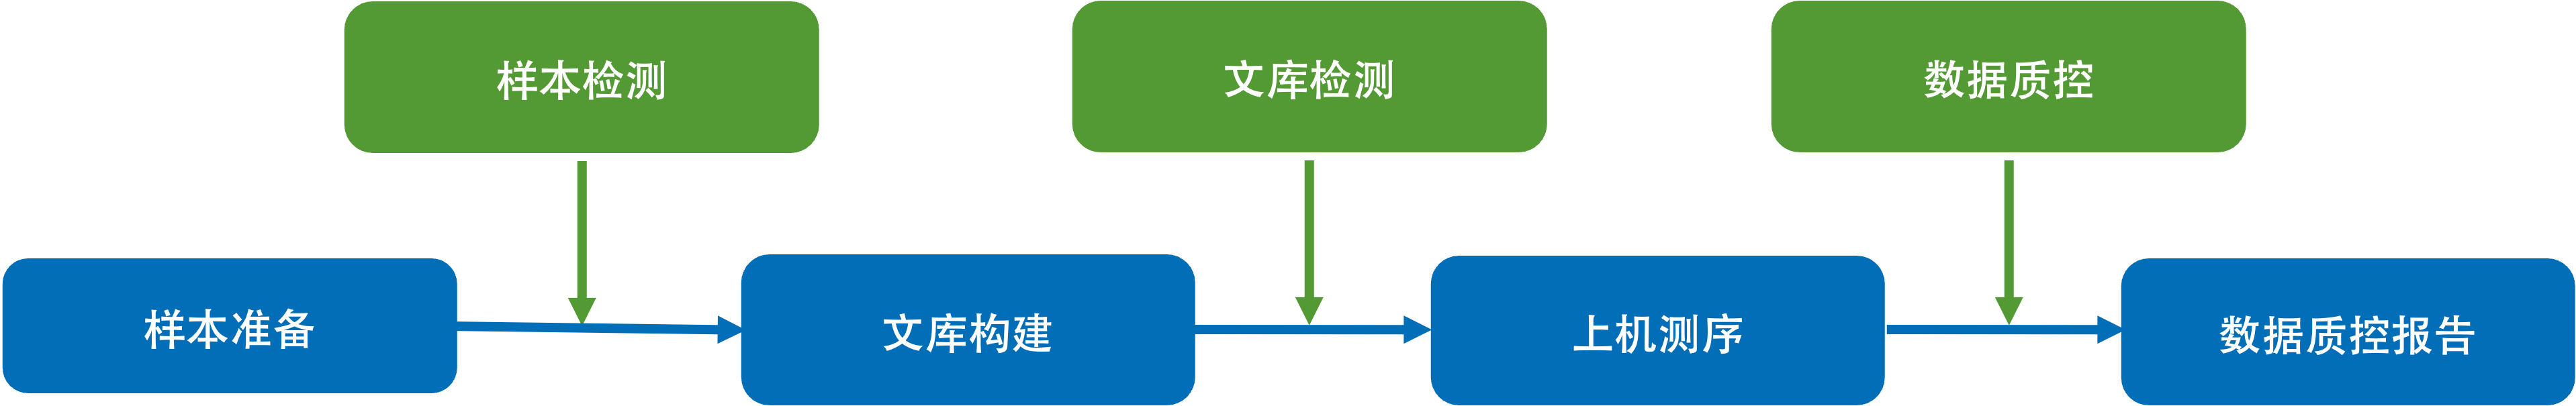 样本检测
文库检测
数据质控
样本准备
文库构建
上机测序
数据质控报告